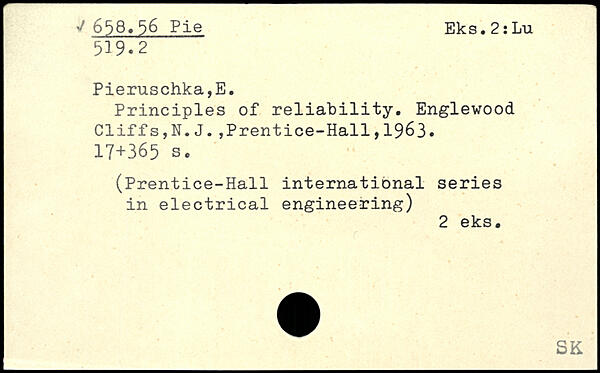 ✓ 658.56 Pie Eks.2:Lu
519.2
Pieruschka,E.
Principles of reliability. Englewood
Cliffs,N.J.,Prentice-Hall,1963.
17+365 s.
(Prentice-Hall international series
in electrical engineering)
2 eks.
SK